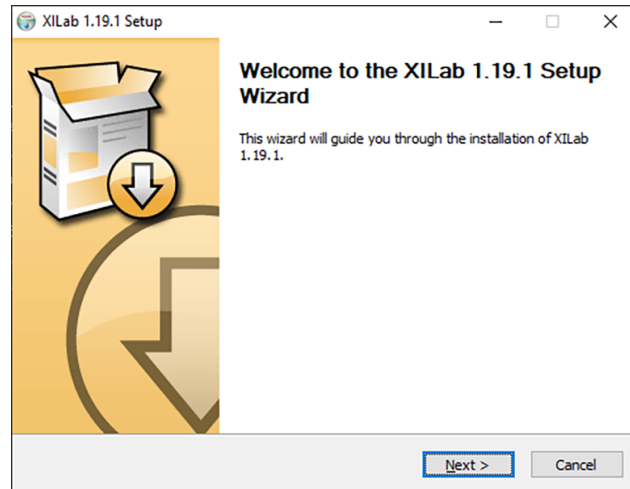 XILab 1.19.1 Setup
Welcome to the XILab 1.19.1 Setup
Wizard
This wizard will guide you through the installation of XILab
1.19.1.
Next >
Cancel